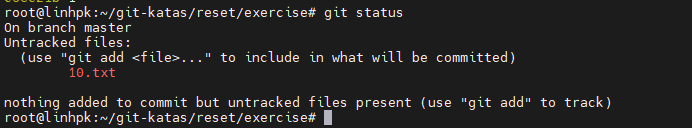 root@linhpk:~/git-katas/reset/exercise# git status
On branch master
Untracked files:
  (use "git add <file>..." to include in what will be committed)
        10.txt

nothing added to commit but untracked files present (use "git add" to track)
root@linhpk:~/git-katas/reset/exercise#